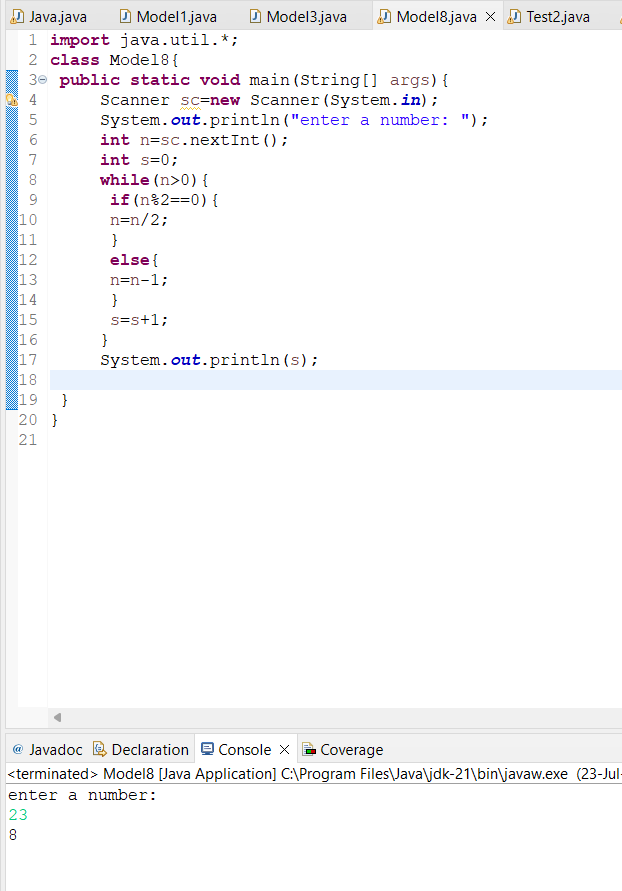 Java.java Model1.java Model3.java Model8.java Test2.java
1 import java.util.*;
2 class Model8{
3 public static void main(String[] args){
4 Scanner sc=new Scanner(System.in);
5 System.out.println("enter a number: ");
6 int n=sc.nextInt();
7 int s=0;
8 while(n>0){
9 if(n%2==0){
10 n=n/2;
11 }
12 else{
13 n=n-1;
14 }
15 s=s+1;
16 }
17 System.out.println(s);
18
19 }
20 }
21
@ Javadoc Declaration Console Coverage
<terminated> Model8 [Java Application] C:\Program Files\Java\jdk-21\bin\javaw.exe (23-Jul-
enter a number:
23
8